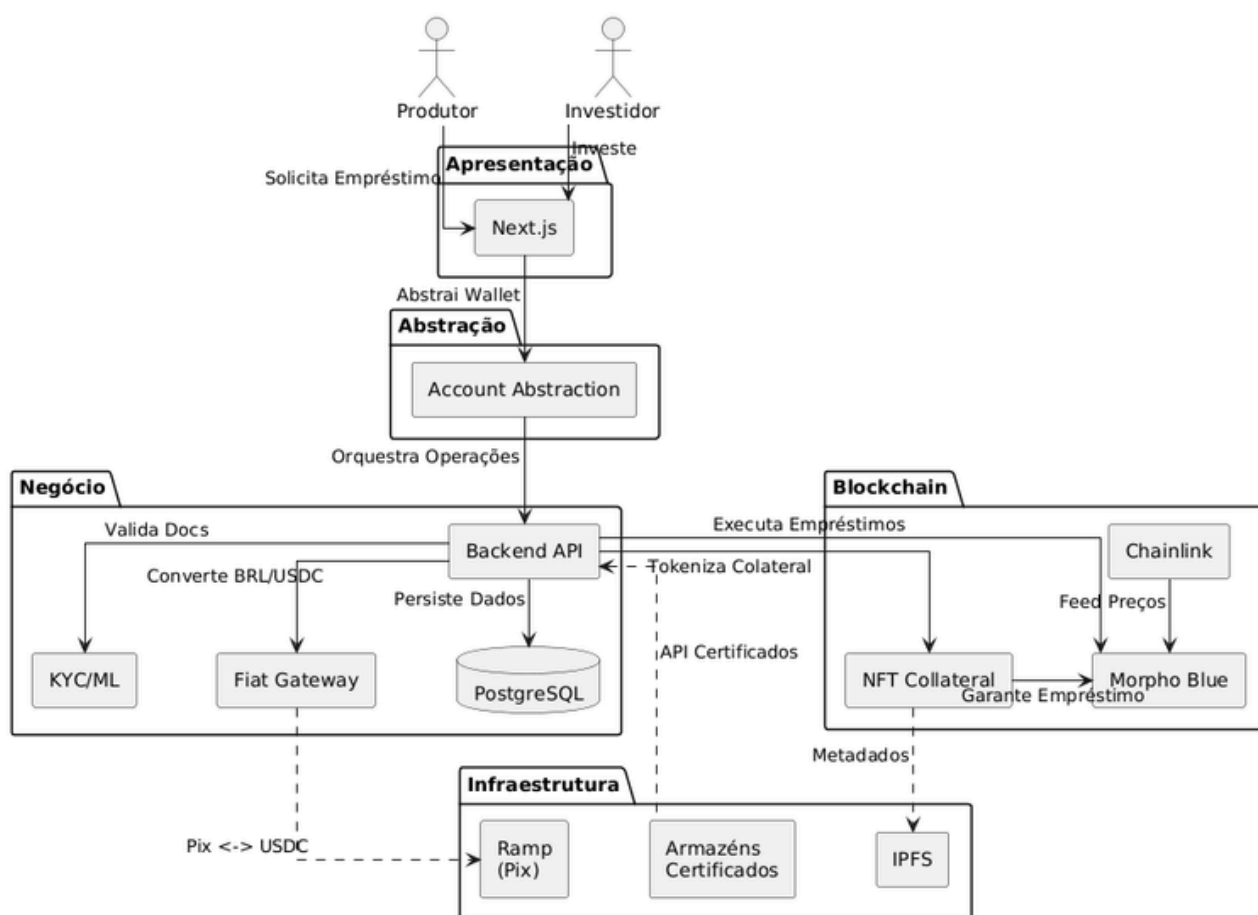 Produtor
Investidor
Investe
Apresentação
Solicita Empréstimo
Next.js
Abstrai Wallet
Abstração
Account Abstraction
Orquestra Operações
Negócio
Blockchain
Valida Docs
Backend API
Executa Empréstimos
Chainlink
Converte BRL/USDC
Tokeniza Colateral
Persiste Dados
Feed Preços
API Certificados
KYC/ML
Fiat Gateway
PostgreSQL
NFT Collateral
Morpho Blue
Garante Empréstimo
Metadados
Infraestrutura
Pix <-> USDC
Ramp
(Pix)
Armazéns
Certificados
IPFS